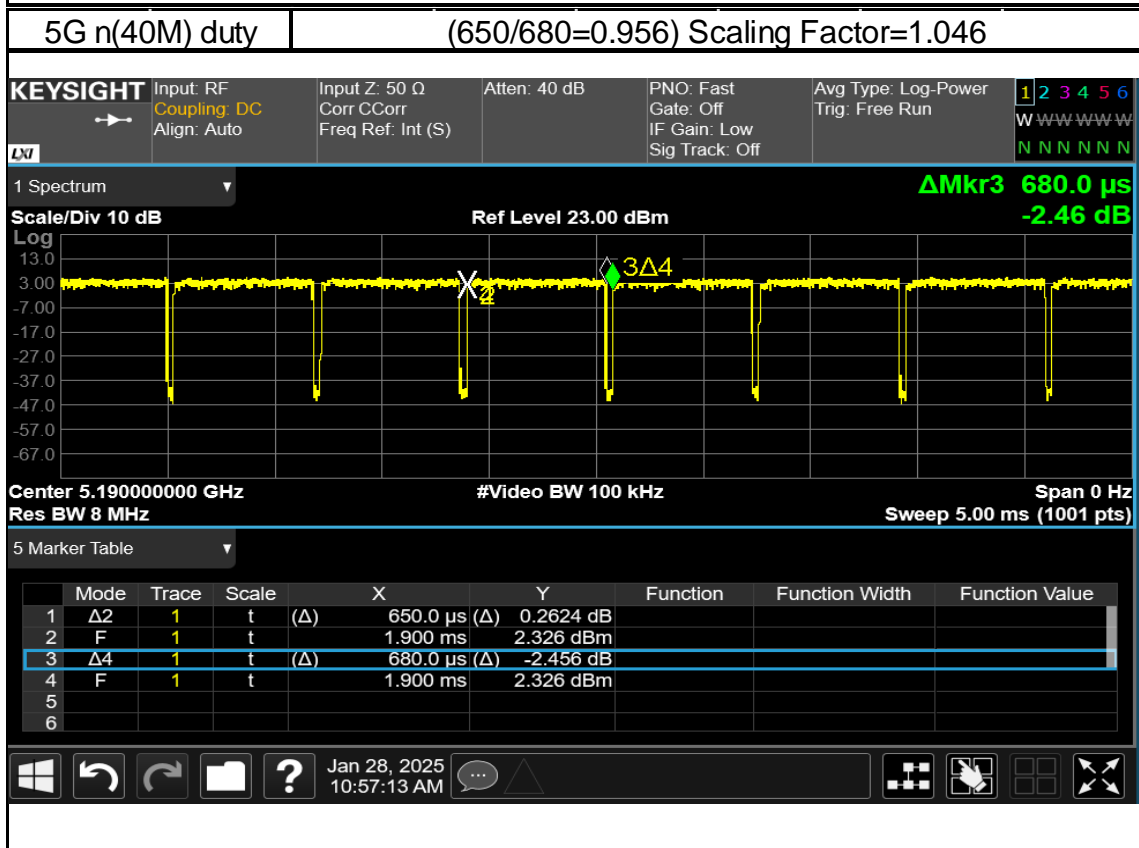 5G n(40M) duty (650/680=0.956) Scaling Factor=1.046
KEYSIGHT Input: RF Input Z: 50 Ω Atten: 40 dB PNO: Fast Avg Type: Log-Power 1 2 3 4 5 6
Coupling: DC Corr CCorr Gate: Off Trig: Free Run W W W W W W
Align: Auto Freq Ref: Int (S) IF Gain: Low
LXI Sig Track: Off N N N N N N
1 Spectrum ▼ ΔMkr3 680.0 µs
Scale/Div 10 dB Ref Level 23.00 dBm -2.46 dB
Log
13.0
3Δ4
3.00
-7.00
-17.0
-27.0
-37.0
-47.0
-57.0
-67.0
Center 5.190000000 GHz #Video BW 100 kHz Span 0 Hz
Res BW 8 MHz Sweep 5.00 ms (1001 pts)
5 Marker Table ▼
Mode Trace Scale X Y Function Function Width Function Value
1 Δ2 1 t (Δ) 650.0 µs (Δ) 0.2624 dB
2 F 1 t 1.900 ms 2.326 dBm
3 Δ4 1 t (Δ) 680.0 µs (Δ) -2.456 dB
4 F 1 t 1.900 ms 2.326 dBm
5
6
? Jan 28, 2025
10:57:13 AM